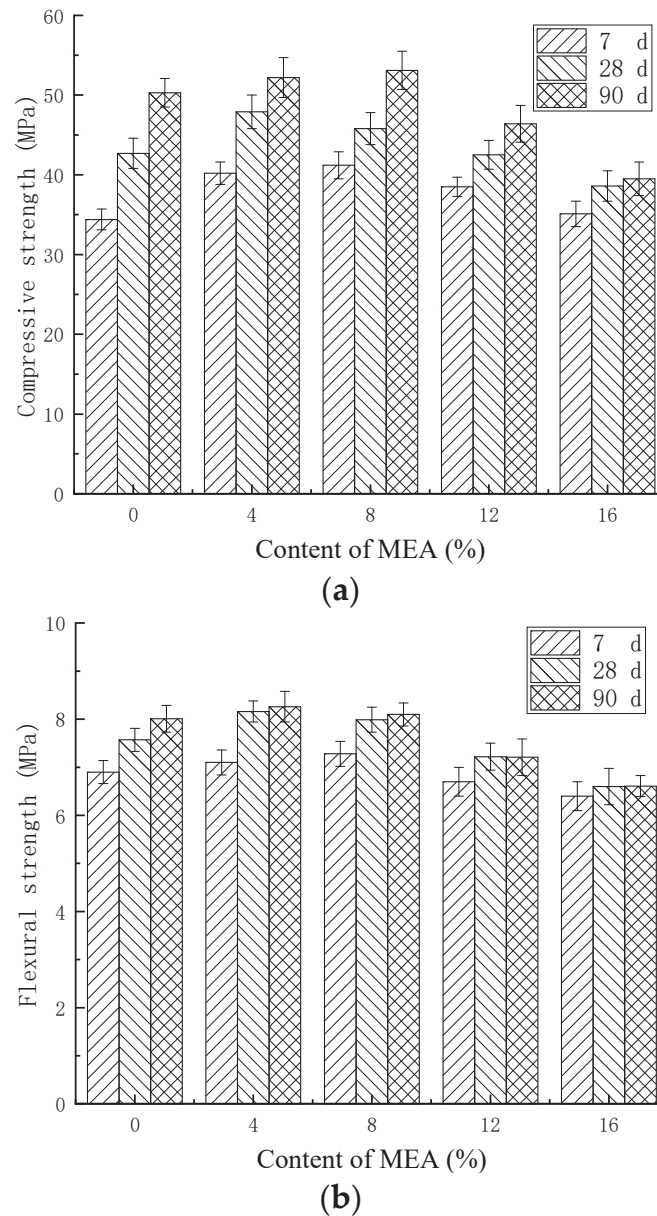 60
50
40
30
20
10
0
Compressive strength (MPa)
7 d
28 d
90 d
0 4 8 12 16
Content of MEA (%)
(a)
10
8
6
4
2
0
Flexural strength (MPa)
7 d
28 d
90 d
0 4 8 12 16
Content of MEA (%)
(b)